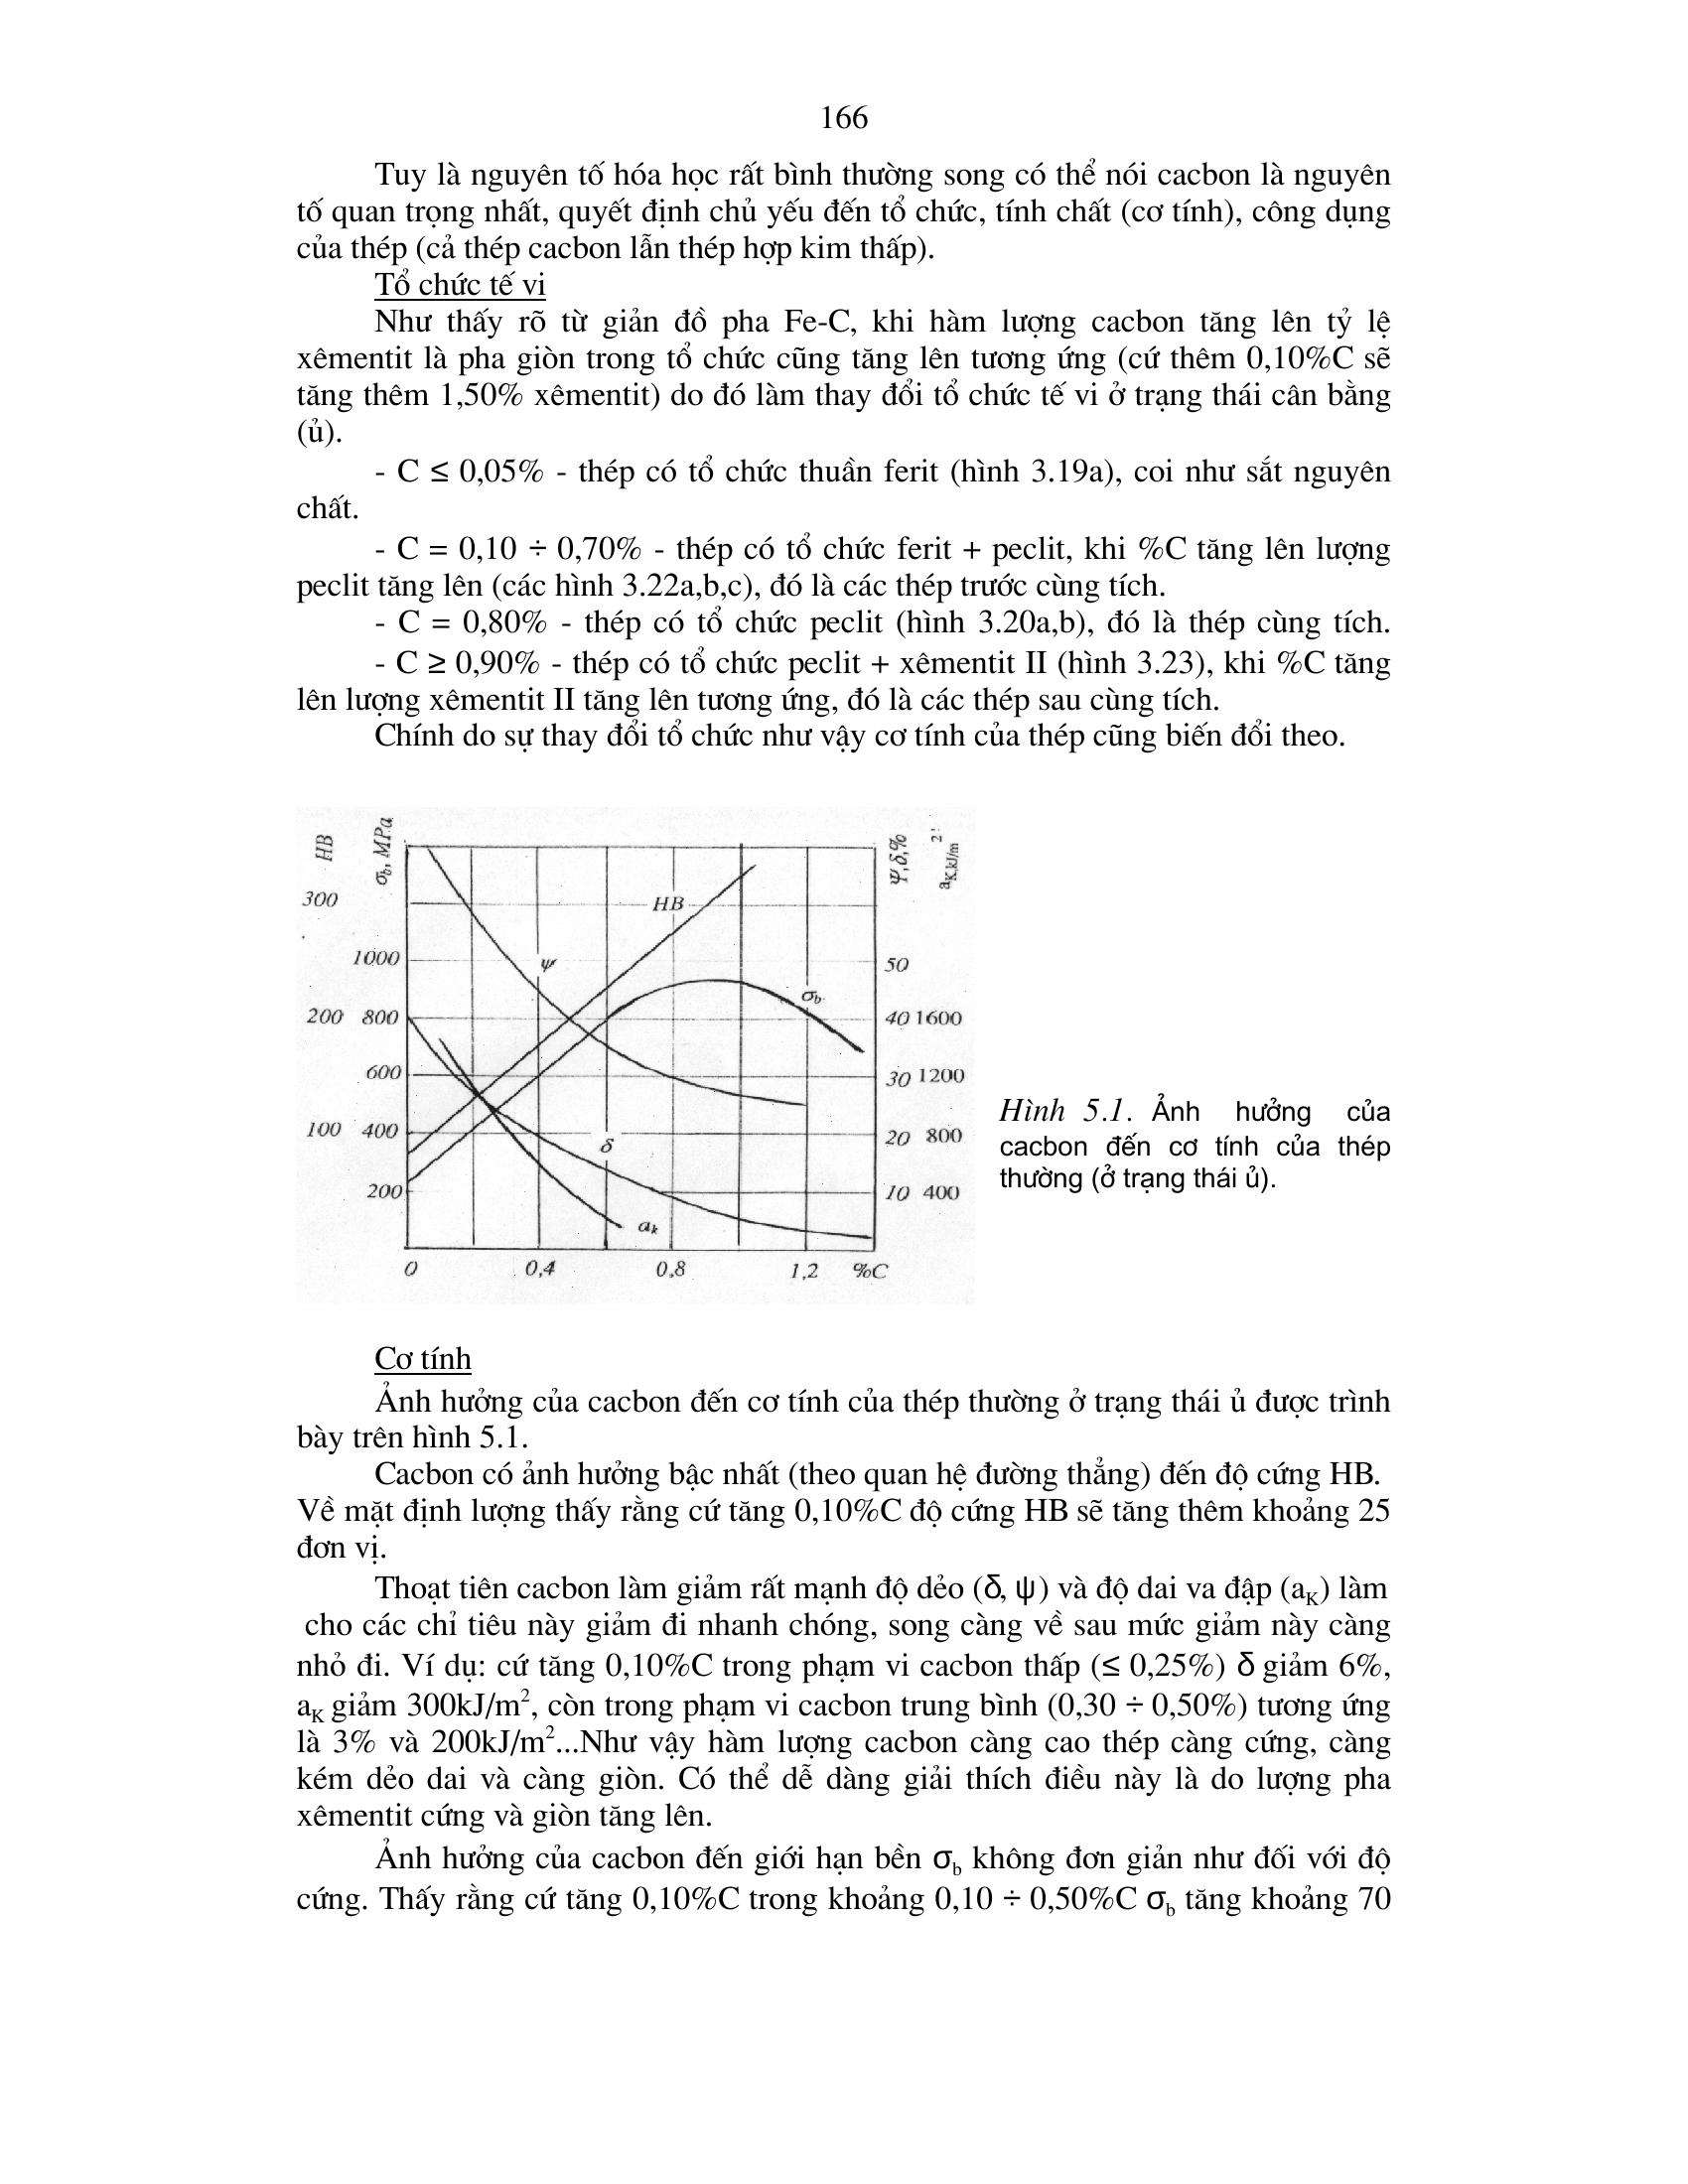 166
Tuy là nguyên tố hóa học rất bình thường song có thể nói cacbon là nguyên
tố quan trọng nhất, quyết định chủ yếu đến tổ chức, tính chất (cơ tính), công dụng
của thép (cả thép cacbon lẫn thép hợp kim thấp).
Tổ chức tế vi
Như thấy rõ từ giản đồ pha Fe-C, khi hàm lượng cacbon tăng lên tỷ lệ
xêmentit là pha giòn trong tổ chức cũng tăng lên tương ứng (cứ thêm 0,10%C sẽ
tăng thêm 1,50% xêmentit) do đó làm thay đổi tổ chức tế vi ở trạng thái cân bằng
(ủ).
- C ≤ 0,05% - thép có tổ chức thuần ferit (hình 3.19a), coi như sắt nguyên
chất.
- C = 0,10 ÷ 0,70% - thép có tổ chức ferit + peclit, khi %C tăng lên lượng
peclit tăng lên (các hình 3.22a,b,c), đó là các thép trước cùng tích.
- C = 0,80% - thép có tổ chức peclit (hình 3.20a,b), đó là thép cùng tích.
- C ≥ 0,90% - thép có tổ chức peclit + xêmentit II (hình 3.23), khi %C tăng
lên lượng xêmentit II tăng lên tương ứng, đó là các thép sau cùng tích.
Chính do sự thay đổi tổ chức như vậy cơ tính của thép cũng biến đổi theo.
HB σb, MPa Ψ,δ,% aK,kJ/m2
300 HB
1000 ψ 50
σb
200 800 40 1600
600 30 1200
100 400 δ 20 800
200 10 400
ak
0 0,4 0,8 1,2 %C
Hình 5.1. Ảnh hưởng của
cacbon đến cơ tính của thép
thường (ở trạng thái ủ).
Cơ tính
Ảnh hưởng của cacbon đến cơ tính của thép thường ở trạng thái ủ được trình
bày trên hình 5.1.
Cacbon có ảnh hưởng bậc nhất (theo quan hệ đường thẳng) đến độ cứng HB.
Về mặt định lượng thấy rằng cứ tăng 0,10%C độ cứng HB sẽ tăng thêm khoảng 25
đơn vị.
Thoạt tiên cacbon làm giảm rất mạnh độ dẻo (δ, ψ) và độ dai va đập (aK) làm
cho các chỉ tiêu này giảm đi nhanh chóng, song càng về sau mức giảm này càng
nhỏ đi. Ví dụ: cứ tăng 0,10%C trong phạm vi cacbon thấp (≤ 0,25%) δ giảm 6%,
aK giảm 300kJ/m2, còn trong phạm vi cacbon trung bình (0,30 ÷ 0,50%) tương ứng
là 3% và 200kJ/m2...Như vậy hàm lượng cacbon càng cao thép càng cứng, càng
kém dẻo dai và càng giòn. Có thể dễ dàng giải thích điều này là do lượng pha
xêmentit cứng và giòn tăng lên.
Ảnh hưởng của cacbon đến giới hạn bền σb không đơn giản như đối với độ
cứng. Thấy rằng cứ tăng 0,10%C trong khoảng 0,10 ÷ 0,50%C σb tăng khoảng 70